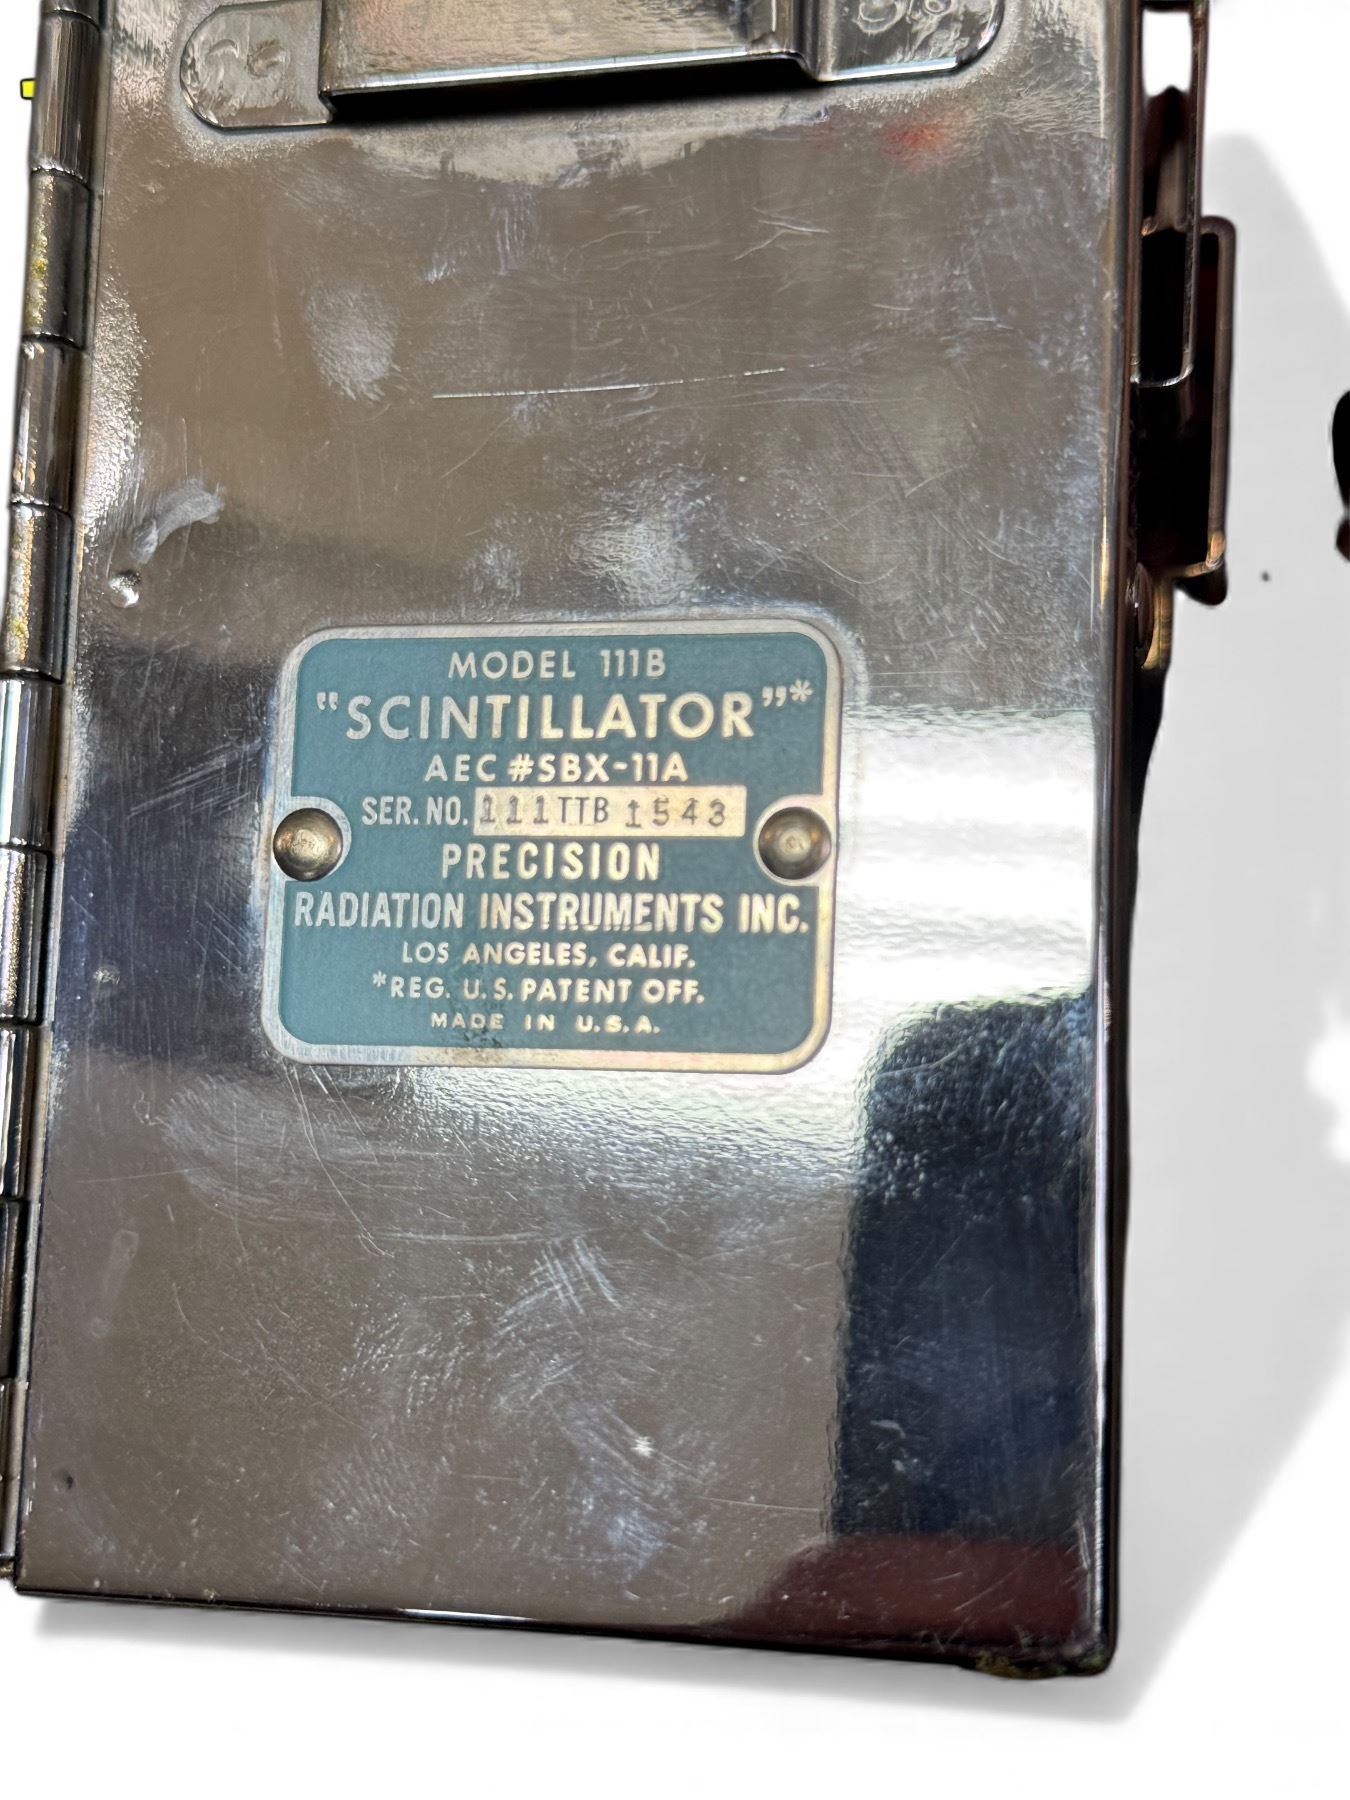 MODEL 111B
"SCINTILLATOR"*
AEC #SBX-11A
SER. NO. 111TTB 1543
PRECISION
RADIATION INSTRUMENTS INC.
LOS ANGELES, CALIF.
*REG. U.S. PATENT OFF.
MADE IN U.S.A.